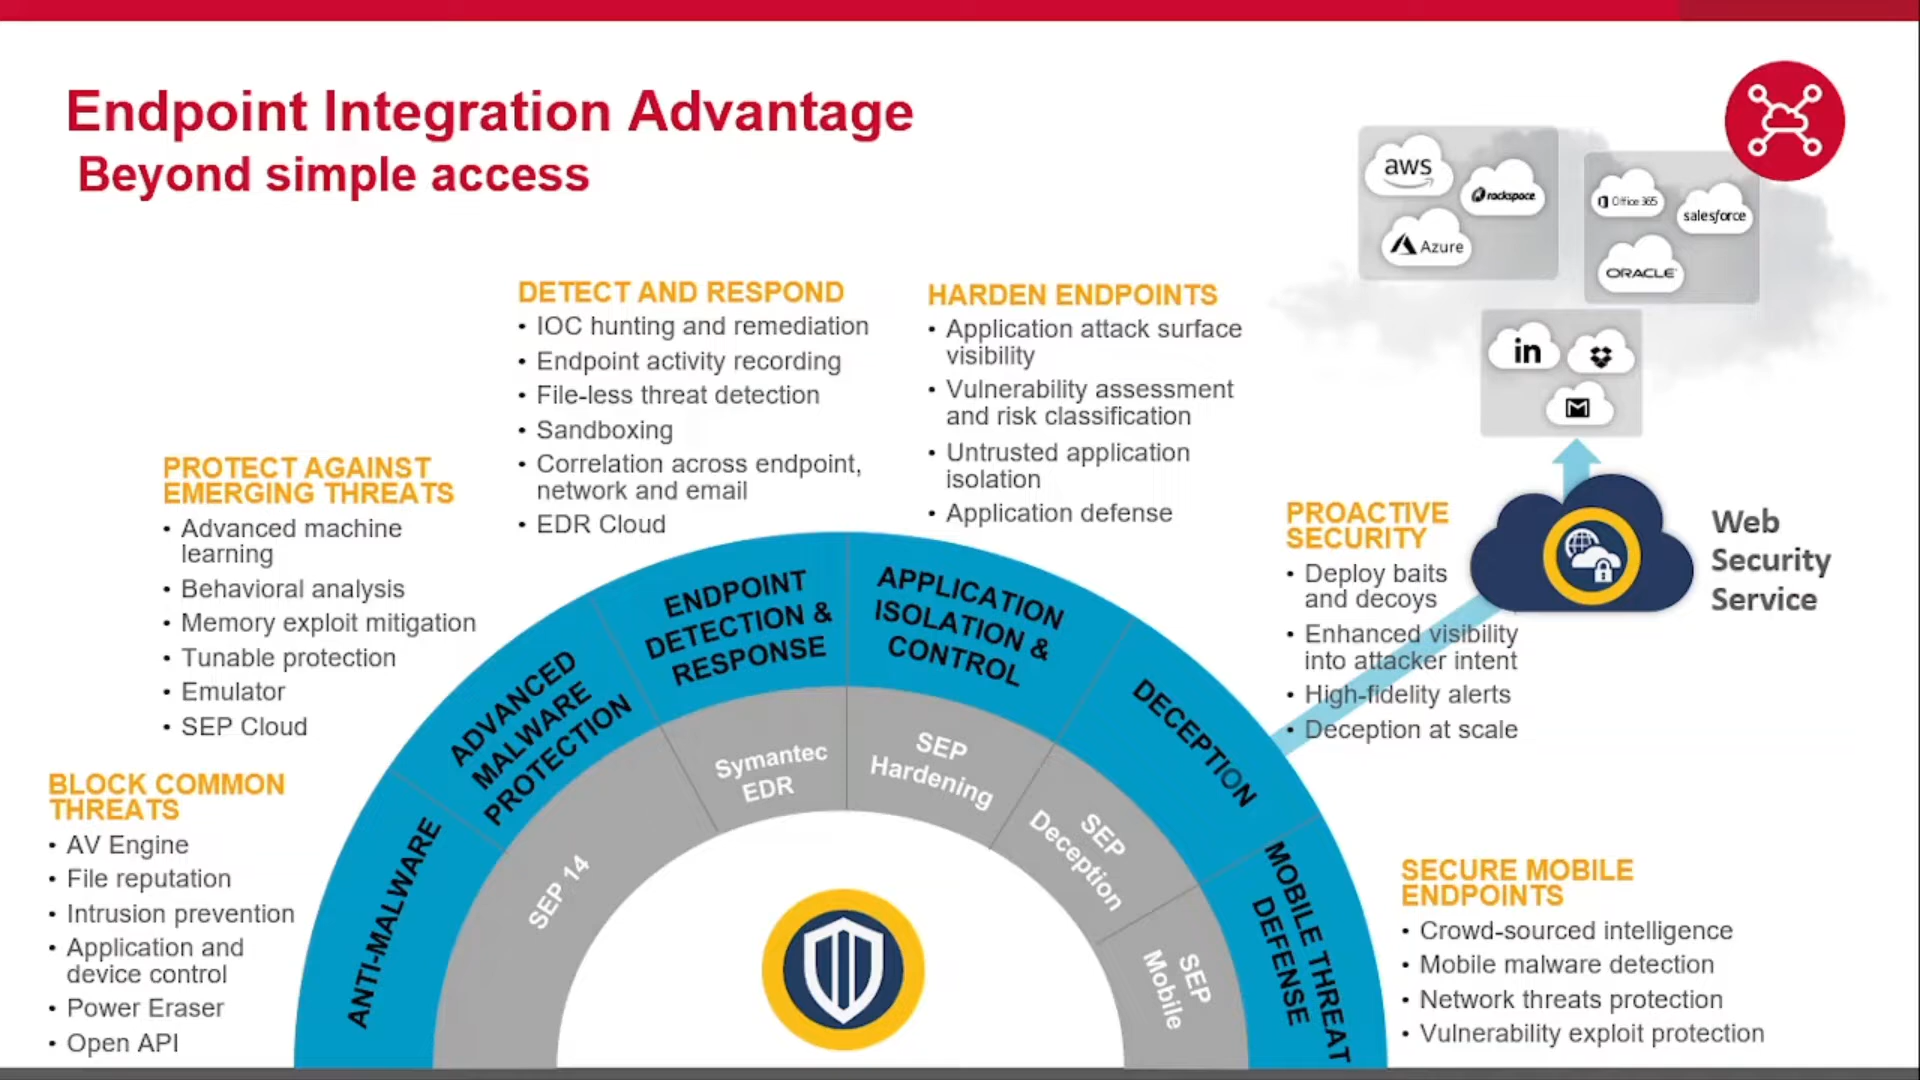 Endpoint Integration Advantage
Beyond simple access
aws
rackspace
Azure
Office 365
salesforce
ORACLE
in
M
DETECT AND RESPOND
• IOC hunting and remediation
• Endpoint activity recording
• File-less threat detection
• Sandboxing
• Correlation across endpoint,
network and email
• EDR Cloud
HARDEN ENDPOINTS
• Application attack surface
visibility
• Vulnerability assessment
and risk classification
• Untrusted application
isolation
• Application defense
PROTECT AGAINST
EMERGING THREATS
• Advanced machine
learning
• Behavioral analysis
• Memory exploit mitigation
• Tunable protection
• Emulator
• SEP Cloud
PROACTIVE
SECURITY
• Deploy baits
and decoys
• Enhanced visibility
into attacker intent
• High-fidelity alerts
• Deception at scale
Web
Security
Service
BLOCK COMMON
THREATS
• AV Engine
• File reputation
• Intrusion prevention
• Application and
device control
• Power Eraser
• Open API
ANTI-MALWARE
ADVANCED
MALWARE
PROTECTION
ENDPOINT
DETECTION &
RESPONSE
APPLICATION
ISOLATION &
CONTROL
DECEPTION
MOBILE THREAT
DEFENSE
SEP 14
Symantec
EDR
SEP
Hardening
SEP
Deception
SEP
Mobile
SECURE MOBILE
ENDPOINTS
• Crowd-sourced intelligence
• Mobile malware detection
• Network threats protection
• Vulnerability exploit protection